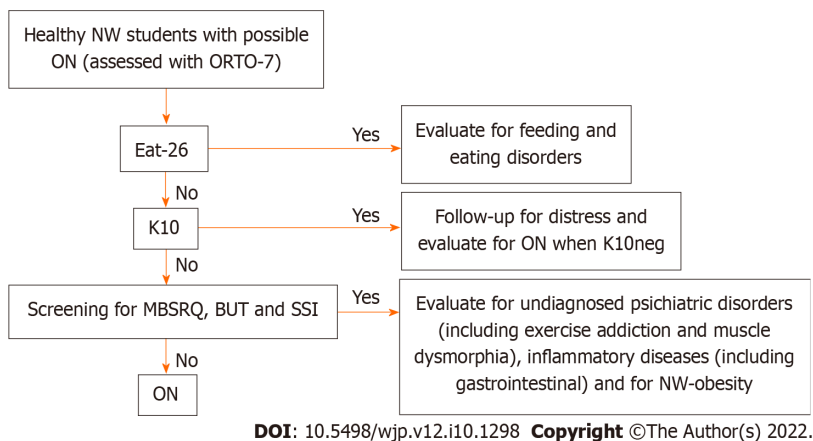 Healthy NW students with possible
ON (assessed with ORTO-7)
Eat-26
Yes
Evaluate for feeding and
eating disorders
No
K10
Yes
Follow-up for distress and
evaluate for ON when K10neg
No
Screening for MBSRQ, BUT and SSI
Yes
Evaluate for undiagnosed psichiatric disorders
(including exercise addiction and muscle
dysmorphia), inflammatory diseases (including
gastrointestinal) and for NW-obesity
No
ON
DOI: 10.5498/wjp.v12.i10.1298 Copyright ©The Author(s) 2022.